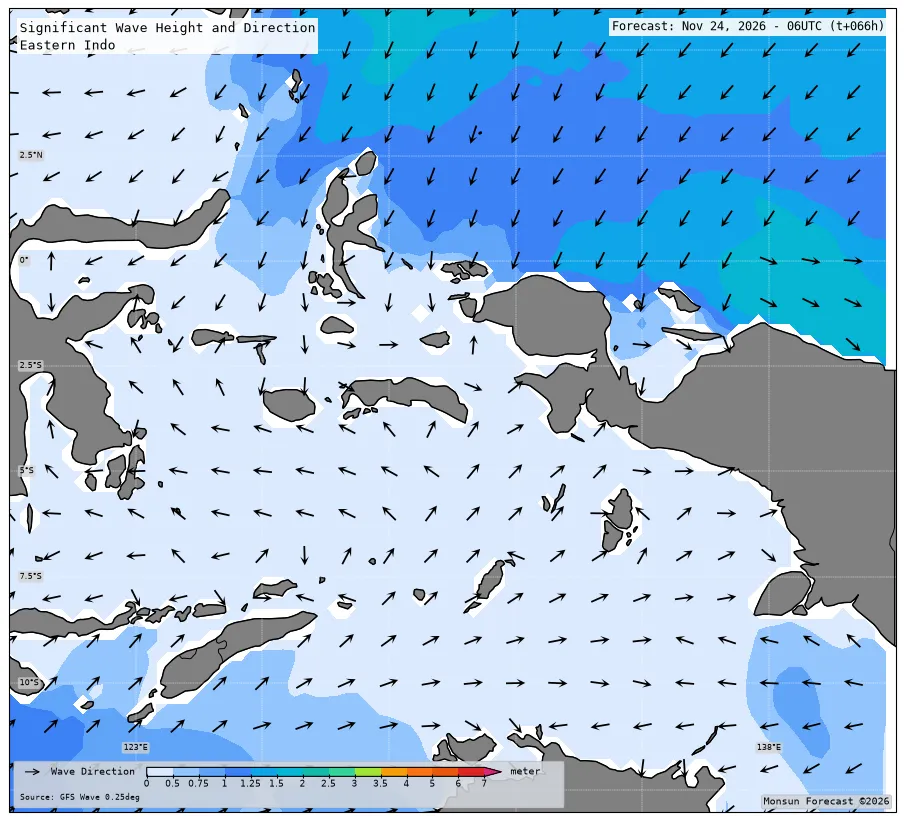 Significant Wave Height and Direction
Eastern Indo
Forecast: Nov 24, 2026 - 06UTC (t+066h)
2.5°N
0°
2.5°S
5°S
7.5°S
10°S
123°E
138°E
Wave Direction
meter
0 0.5 0.75 1 1.25 1.5 2 2.5 3 3.5 4 5 6 7
Source: GFS Wave 0.25deg
Monsun Forecast ©2026